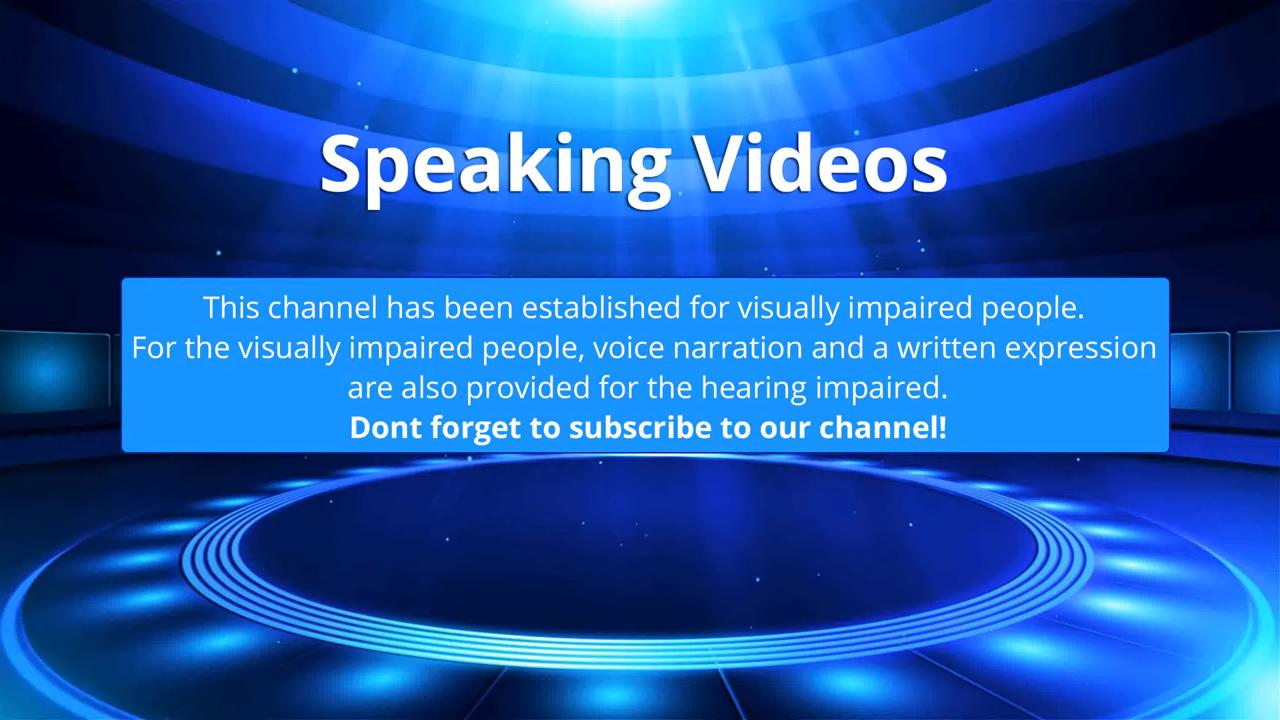 Speaking Videos
This channel has been established for visually impaired people.
For the visually impaired people, voice narration and a written expression
are also provided for the hearing impaired.
Dont forget to subscribe to our channel!